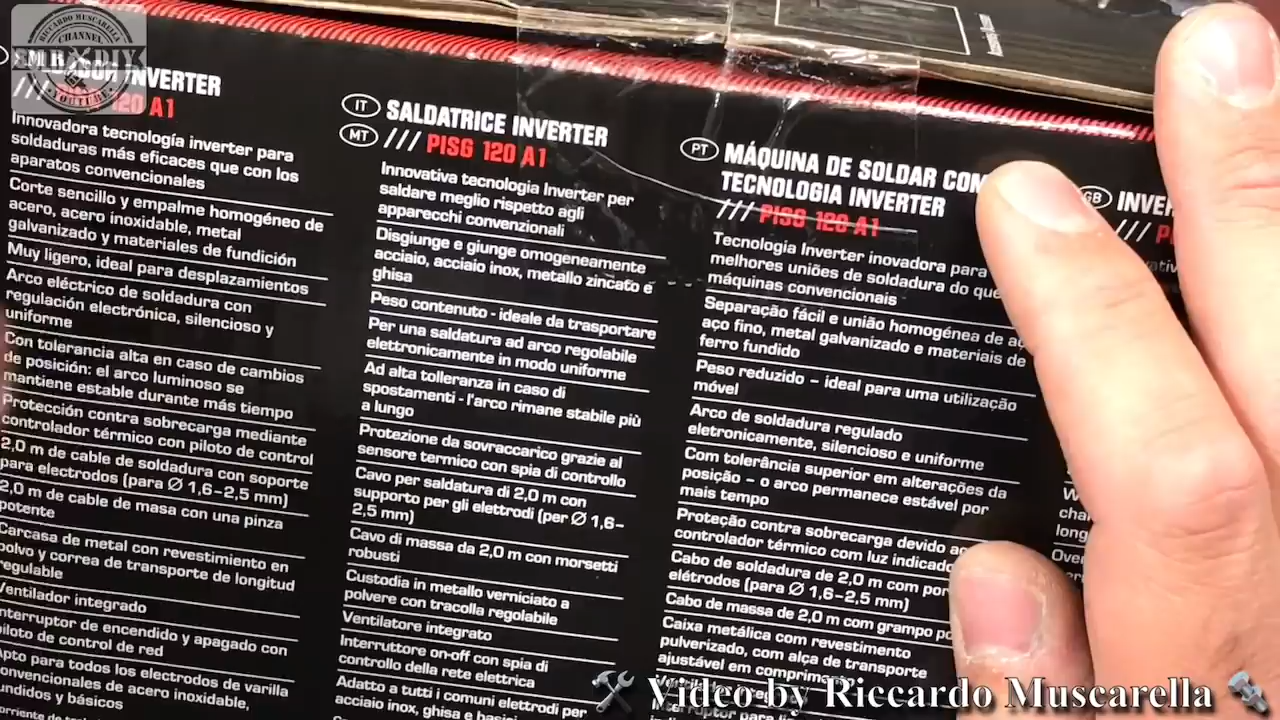 RICCARDO MUSCARELLA
CHANNEL
MR DIY
YOUTUBE
INVERTER
/// 120 A1
Innovadora tecnología inverter para
soldaduras más eficaces que con los
aparatos convencionales
Corte sencillo y empalme homogéneo de
acero, acero inoxidable, metal
galvanizado y materiales de fundición
Muy ligero, ideal para desplazamientos
Arco eléctrico de soldadura con
regulación electrónica, silencioso y
uniforme
Con tolerancia alta en caso de cambios
de posición: el arco luminoso se
mantiene estable durante más tiempo
Protección contra sobrecarga mediante
controlador térmico con piloto de control
2,0 m de cable de soldadura con soporte
para electrodos (para Ø 1,6–2,5 mm)
2,0 m de cable de masa con una pinza
potente
Carcasa de metal con revestimiento en
polvo y correa de transporte de longitud
regulable
Ventilador integrado
Interruptor de encendido y apagado con
piloto de control de red
Apto para todos los electrodos de varilla
convencionales de acero inoxidable,
fundidos y básicos
IT
MT
SALDATRICE INVERTER
/// PISG 120 A1
Innovativa tecnologia Inverter per
saldare meglio rispetto agli
apparecchi convenzionali
Disgiunge e giunge omogeneamente
acciaio, acciaio inox, metallo zincato e
ghisa
Peso contenuto - ideale da trasportare
Per una saldatura ad arco regolabile
elettronicamente in modo uniforme
Ad alta tolleranza in caso di
spostamenti - l'arco rimane stabile più
a lungo
Protezione da sovraccarico grazie al
sensore termico con spia di controllo
Cavo per saldatura di 2,0 m con
supporto per gli elettrodi (per Ø 1,6–
2,5 mm)
Cavo di massa da 2,0 m con morsetti
robusti
Custodia in metallo verniciato a
polvere con tracolla regolabile
Ventilatore integrato
Interruttore on-off con spia di
controllo della rete elettrica
Adatto a tutti i comuni elettrodi per
acciaio inox, ghisa e basici
PT
MÁQUINA DE SOLDAR COM
TECNOLOGIA INVERTER
/// PISG 120 A1
Tecnologia Inverter inovadora para
melhores uniões de soldadura do que
máquinas convencionais
Separação fácil e união homogénea de
aço fino, metal galvanizado e materiais de
ferro fundido
Peso reduzido – ideal para uma utilização
móvel
Arco de soldadura regulado
eletronicamente, silencioso e uniforme
Com tolerância superior em alterações da
posição – o arco permanece estável por
mais tempo
Proteção contra sobrecarga devido
controlador térmico com luz
Cabo de soldadura de 2,0 m com
elétrodos (para Ø 1,6–2,5 mm)
Cabo de massa de 2,0 m com grampo
Caixa metálica com revestimento
pulverizado, com alça de transporte
ajustável em
GB
Video by Riccardo Muscarella